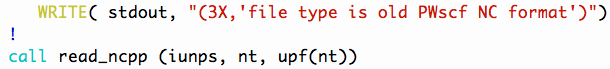 WRITE( stdout, "(3X,'file type is old PWscf NC format')")
!
call read_ncpp (iunps, nt, upf(nt))